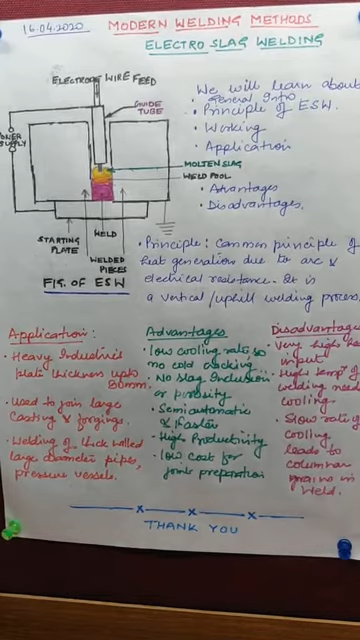 16.04.2020
MODERN WELDING METHODS
ELECTRO SLAG WELDING
ELECTRODE WIRE FEED
GUIDE
TUBE
POWER
SUPPLY
MOLTEN SLAG
WELD POOL
WELD
STARTING
PLATE
WELDED
PIECES
FIG. OF ESW
We will learn about
• General Info
• Principle of ESW.
• Working
• Application
• Advantages
• Disadvantages.
• Principle: Common principle of
heat generation due to arc &
electrical resistance. It is
a vertical/uphill welding process.
Application:
• Heavy Industries
plate thickness upto
80mm.
• Used to join large
casting & forgings.
• Welding of thick walled
large diameter pipes,
pressure vessels.
Advantages
• low cooling rate so
no cold cracking.
• No slag Inclusion
or porosity
• Semiautomatic
& Faster
• High Productivity
• low cost for
joint preparation
Disadvantage
• Very high hea
input
• High temp of
welding need
cooling.
• Slow rate of
cooling
leads to
columnar
grains in
weld.
THANK YOU